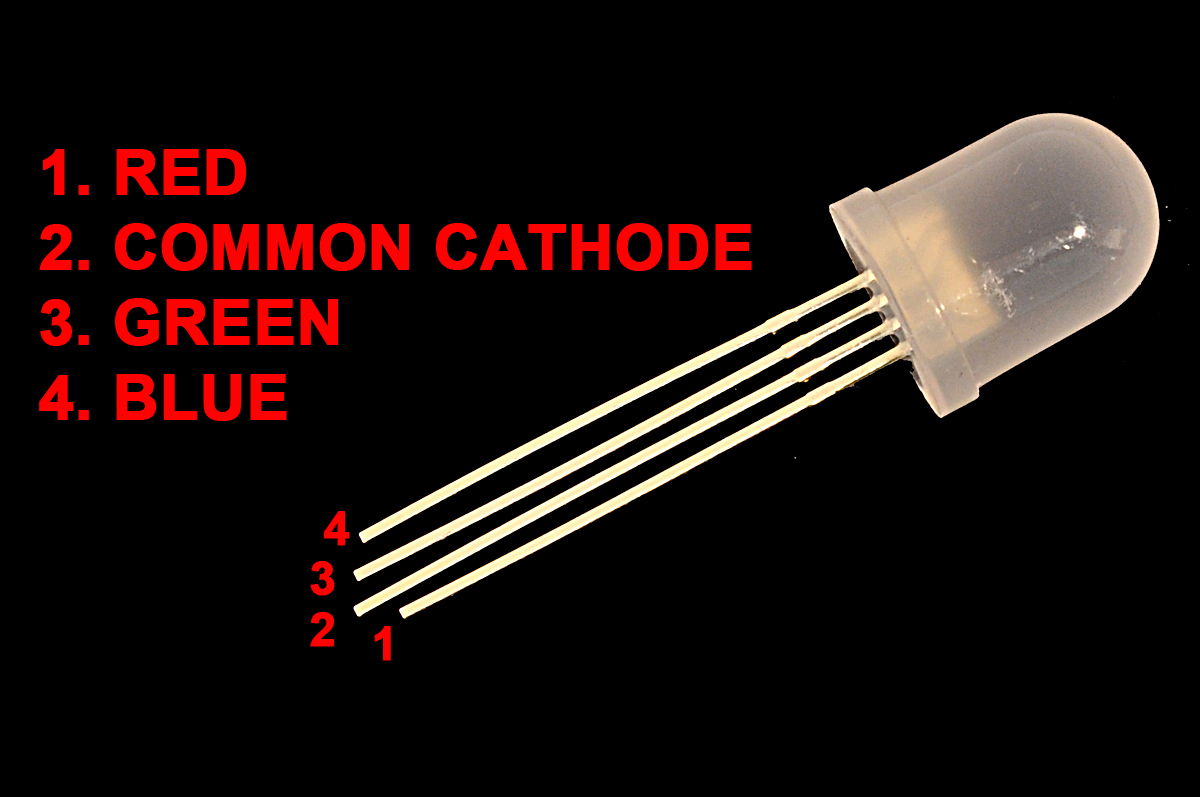 1. RED
2. COMMON CATHODE
3. GREEN
4. BLUE
4
3
2
1